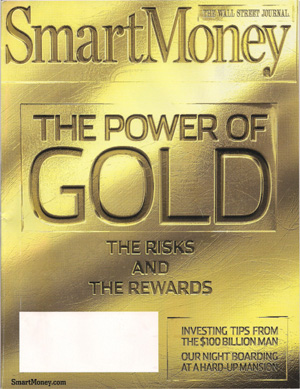 THE WALL STREET JOURNAL
SmartMoney
THE POWER OF
GOLD
THE RISKS
AND
THE REWARDS
INVESTING TIPS FROM
THE $100 BILLION MAN
OUR NIGHT BOARDING
AT A HARD-UP MANSION
SmartMoney.com